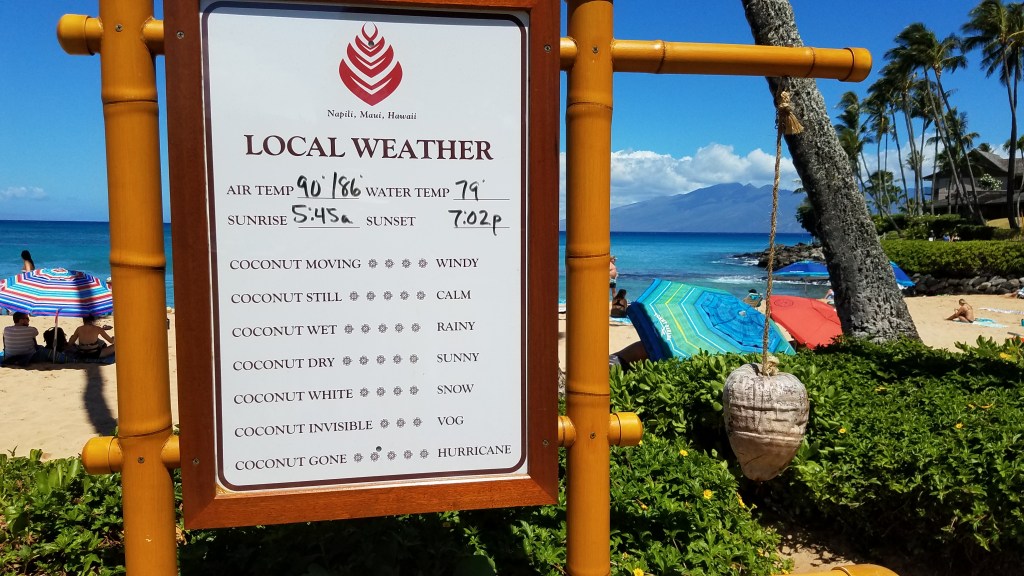 Napili, Maui, Hawaii
LOCAL WEATHER
AIR TEMP 90°/86° WATER TEMP 79°
SUNRISE 5:45a SUNSET 7:02p
COCONUT MOVING WINDY
COCONUT STILL CALM
COCONUT WET RAINY
COCONUT DRY SUNNY
COCONUT WHITE SNOW
COCONUT INVISIBLE VOG
COCONUT GONE HURRICANE